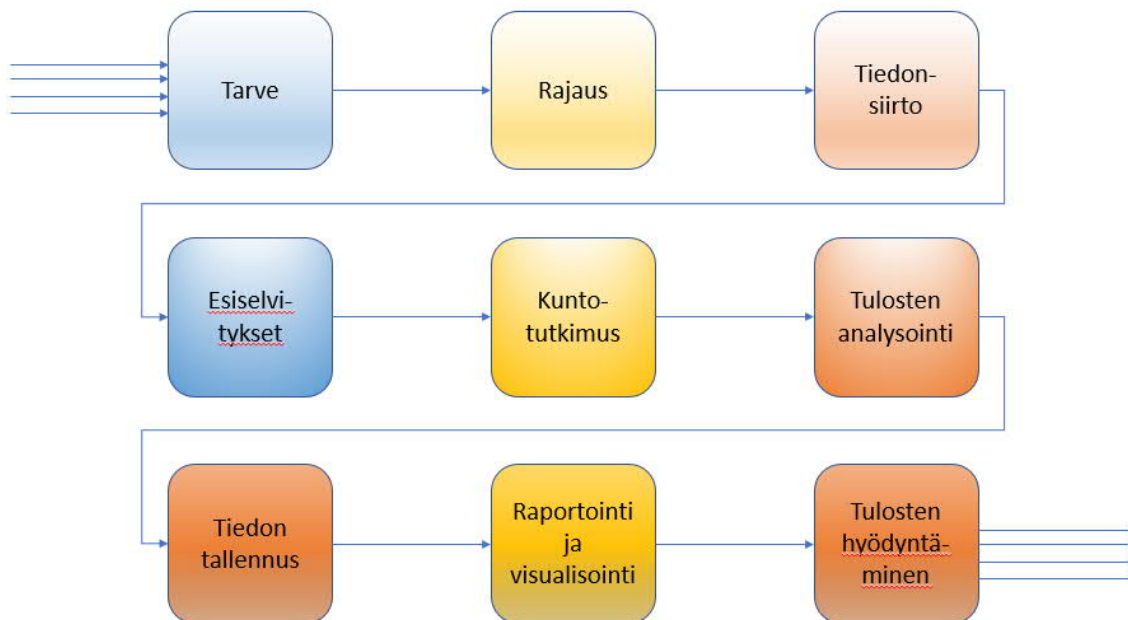 Tarve
Rajaus
Tiedon-
siirto
Esiselvi-
tykset
Kunto-
tutkimus
Tulosten
analysointi
Tiedon
tallennus
Raportointi
ja
visualisointi
Tulosten
hyödyntä-
minen